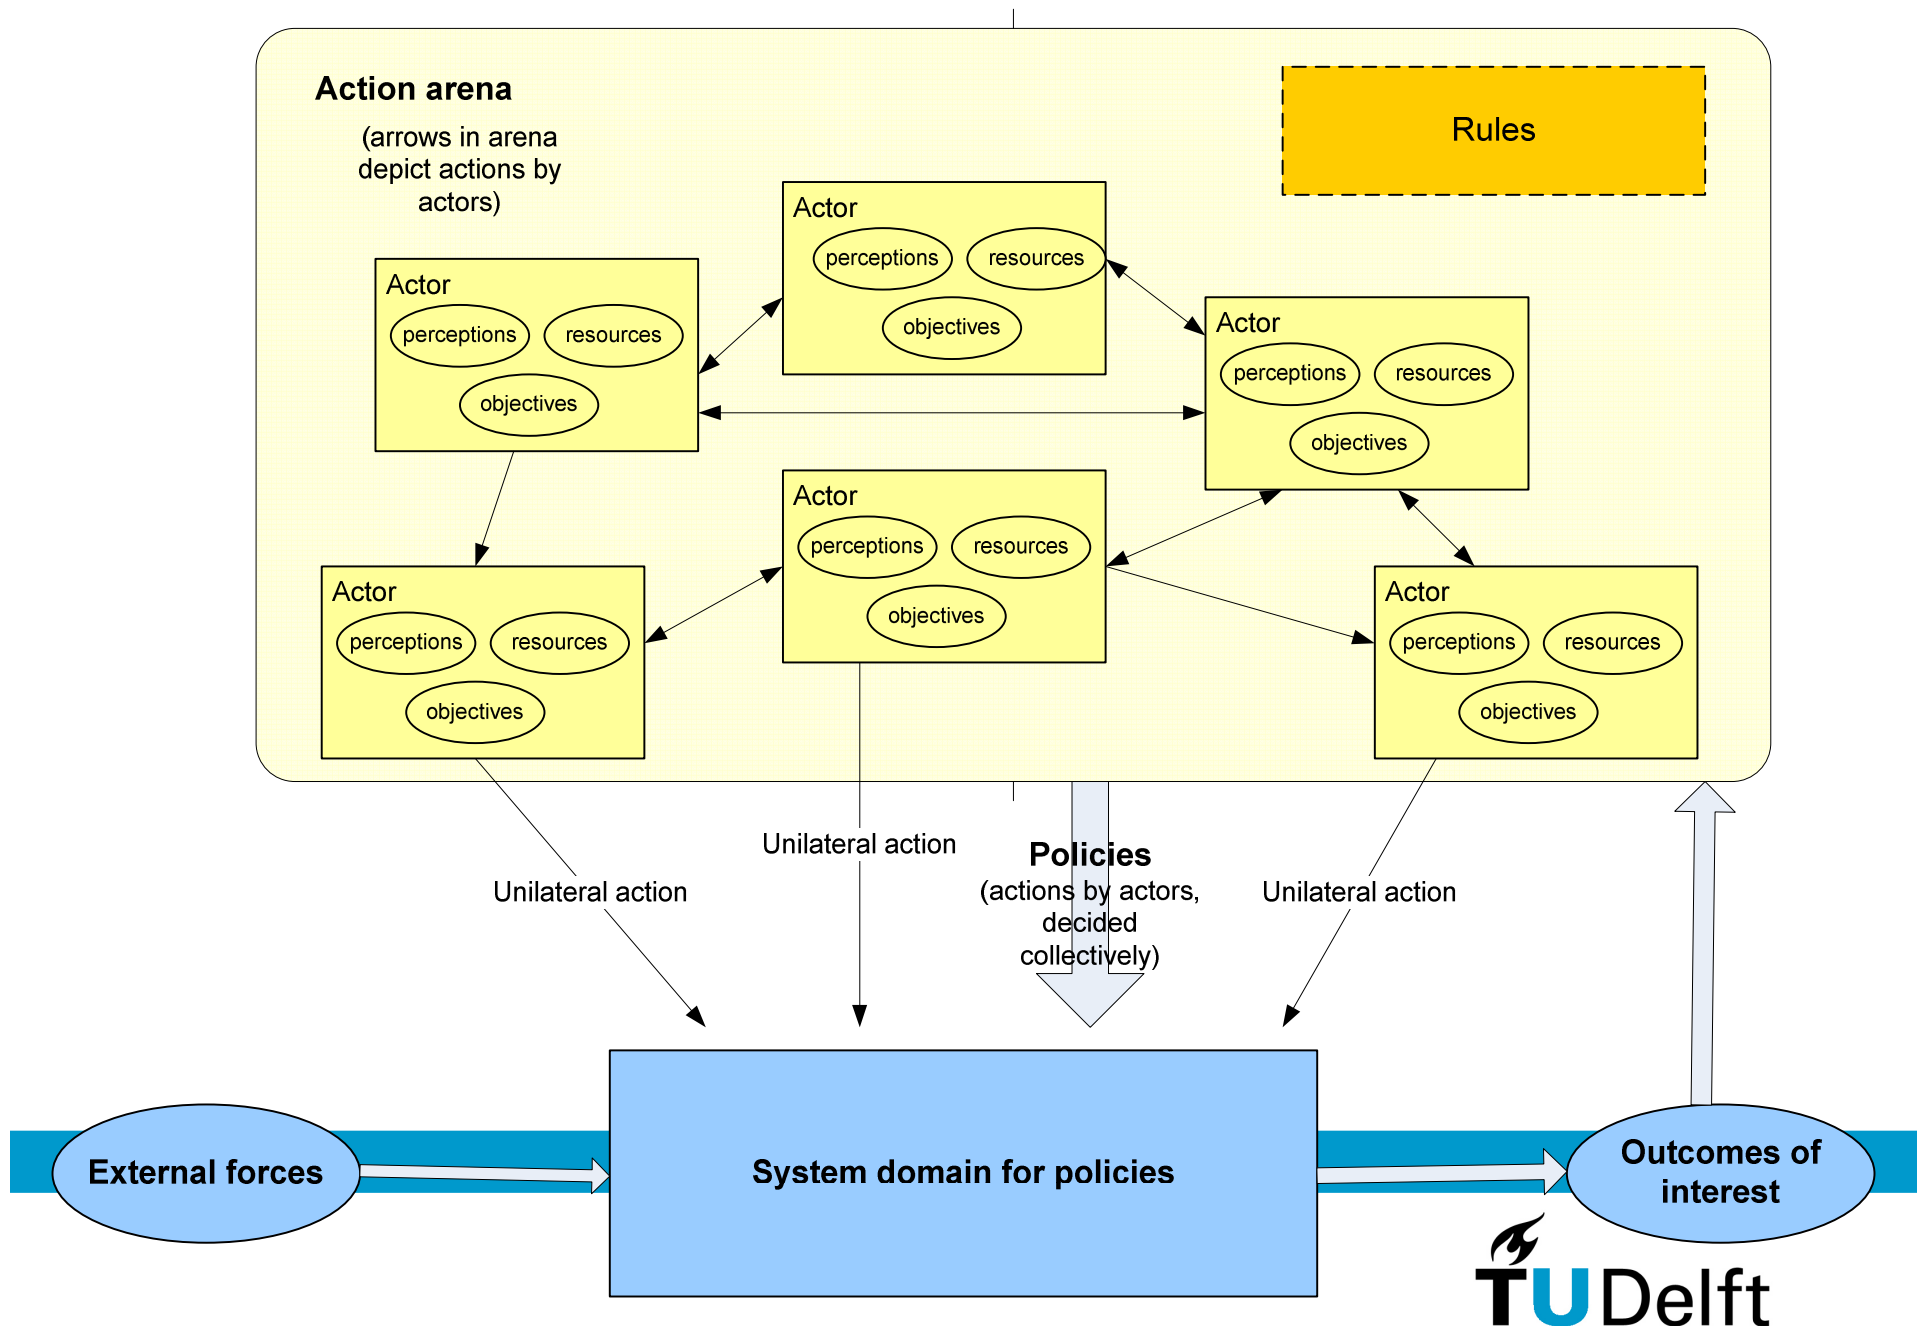 Action arena
(arrows in arena
depict actions by
actors)
Rules
Actor
perceptions
resources
objectives
Actor
perceptions
resources
objectives
Actor
perceptions
resources
objectives
Actor
perceptions
resources
objectives
Actor
perceptions
resources
objectives
Actor
perceptions
resources
objectives
Unilateral action
Unilateral action
Policies
(actions by actors,
decided
collectively)
Unilateral action
External forces
System domain for policies
Outcomes of
interest
TUDelft